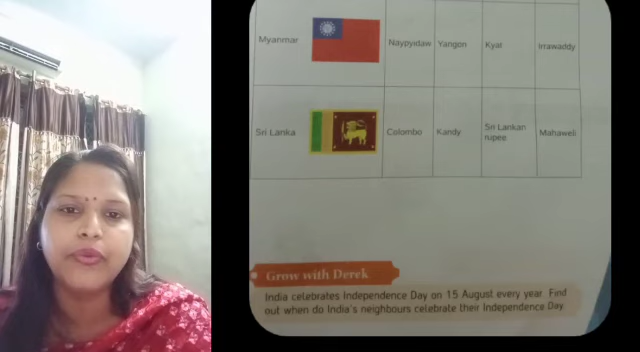 Myanmar Naypyidaw Yangon Kyat Irrawaddy
Sri Lanka Colombo Kandy Sri Lankan rupee Mahaweli
Grow with Derek
India celebrates Independence Day on 15 August every year. Find
out when do India's neighbours celebrate their Independence Day.